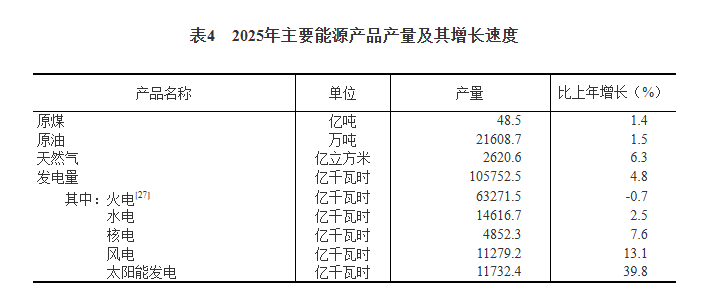 表4 2025年主要能源产品产量及其增长速度
产品名称 单位 产量 比上年增长（%）
原煤 亿吨 48.5 1.4
原油 万吨 21608.7 1.5
天然气 亿立方米 2620.6 6.3
发电量 亿千瓦时 105752.5 4.8
其中：火电[27] 亿千瓦时 63271.5 -0.7
水电 亿千瓦时 14616.7 2.5
核电 亿千瓦时 4852.3 7.6
风电 亿千瓦时 11279.2 13.1
太阳能发电 亿千瓦时 11732.4 39.8